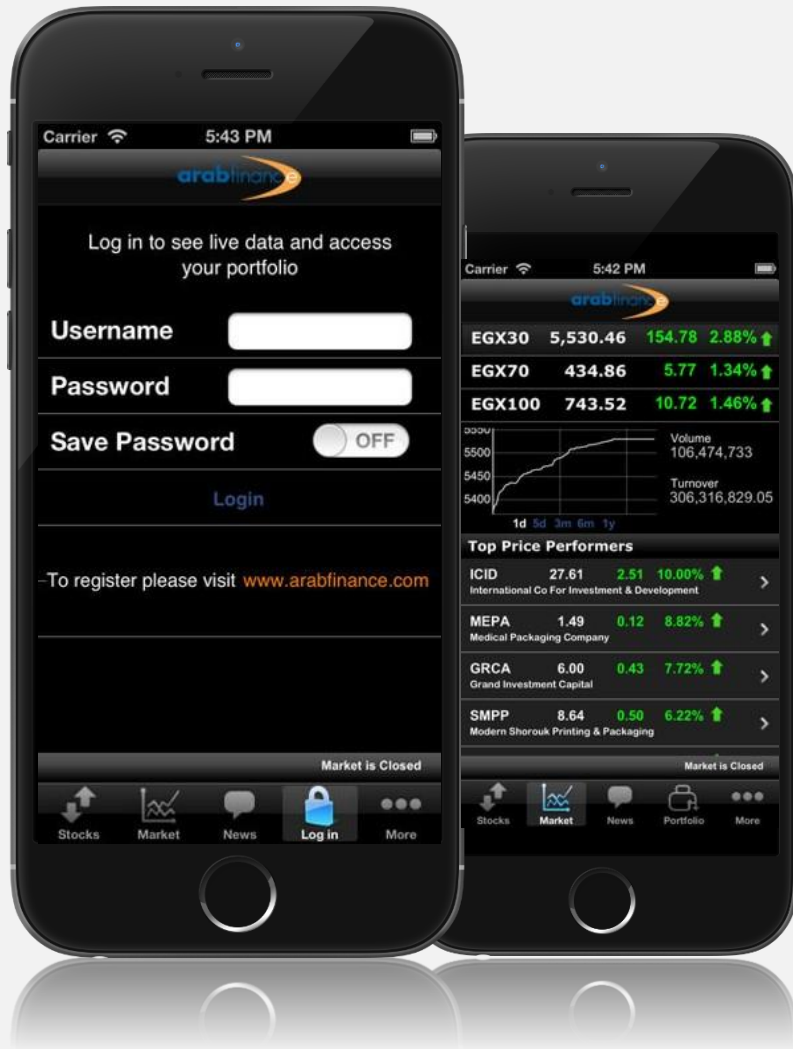 Carrier 5:43 PM
arabfinance
Log in to see live data and access
your portfolio
Username
Password
Save Password OFF
Login
To register please visit www.arabfinance.com
Market is Closed
Stocks Market News Log in More
Carrier 5:42 PM
arabfinance
EGX30 5,530.46 154.78 2.88%
EGX70 434.86 5.77 1.34%
EGX100 743.52 10.72 1.46%
5550
5500
5450
5400
1d 5d 3m 6m 1y
Volume
106,474,733
Turnover
306,316,829.05
Top Price Performers
ICID 27.61 2.51 10.00%
International Co For Investment & Development
MEPA 1.49 0.12 8.82%
Medical Packaging Company
GRCA 6.00 0.43 7.72%
Grand Investment Capital
SMPP 8.64 0.50 6.22%
Modern Shorouk Printing & Packaging
Market is Closed
Stocks Market News Portfolio More